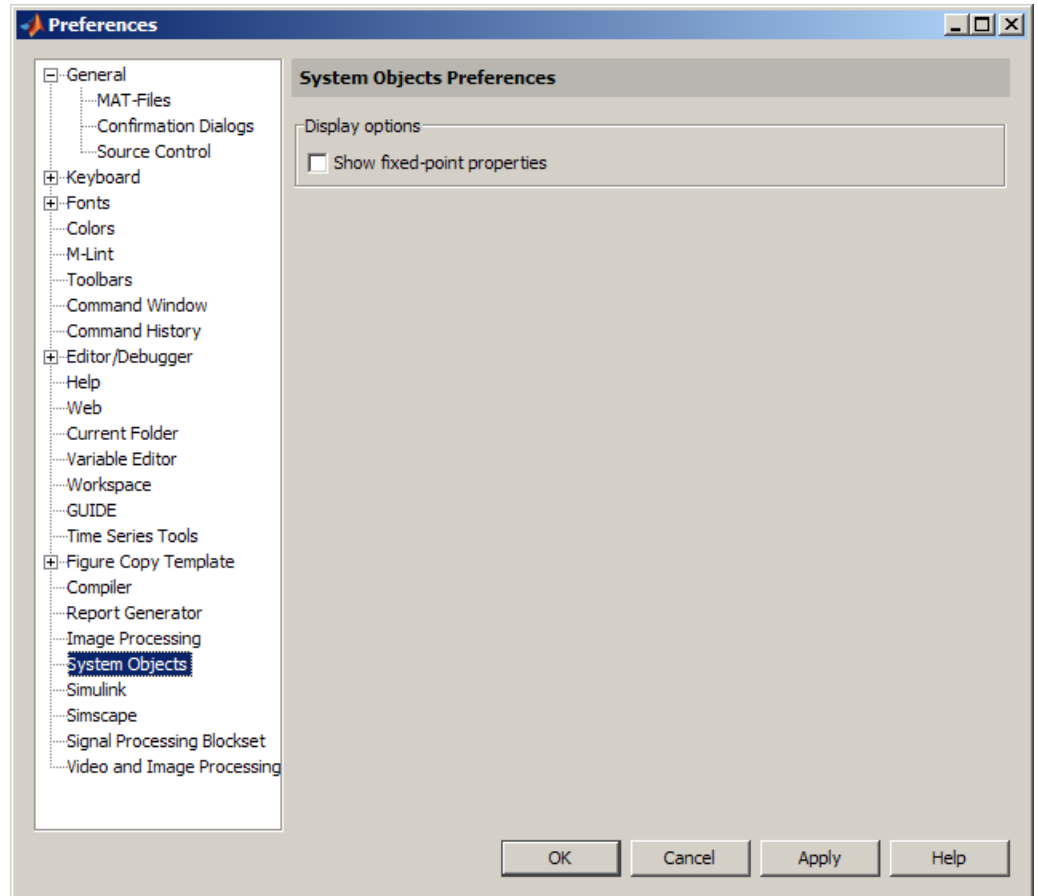 Preferences
General
MAT-Files
Confirmation Dialogs
Source Control
Keyboard
Fonts
Colors
M-Lint
Toolbars
Command Window
Command History
Editor/Debugger
Help
Web
Current Folder
Variable Editor
Workspace
GUIDE
Time Series Tools
Figure Copy Template
Compiler
Report Generator
Image Processing
System Objects
Simulink
Simscape
Signal Processing Blockset
Video and Image Processing
System Objects Preferences
Display options
Show fixed-point properties
OK Cancel Apply Help